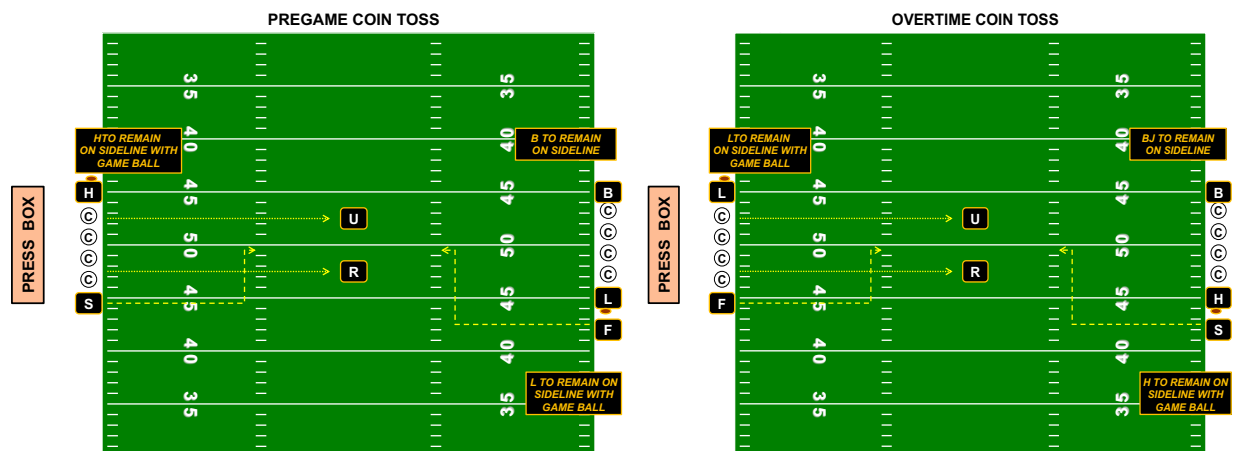 PREGAME COIN TOSS
PRESS BOX
HTO REMAIN
ON SIDELINE WITH
GAME BALL
B TO REMAIN
ON SIDELINE
L TO REMAIN ON
SIDELINE WITH
GAME BALL
H
C
C
C
C
S
U
R
B
C
C
C
C
L
F
35
40
45
50
45
40
35
35
40
45
50
45
40
35
OVERTIME COIN TOSS
PRESS BOX
LTO REMAIN
ON SIDELINE WITH
GAME BALL
BJ TO REMAIN
ON SIDELINE
H TO REMAIN ON
SIDELINE WITH
GAME BALL
L
C
C
C
C
F
U
R
B
C
C
C
C
H
S
35
40
45
50
45
40
35
35
40
45
50
45
40
35